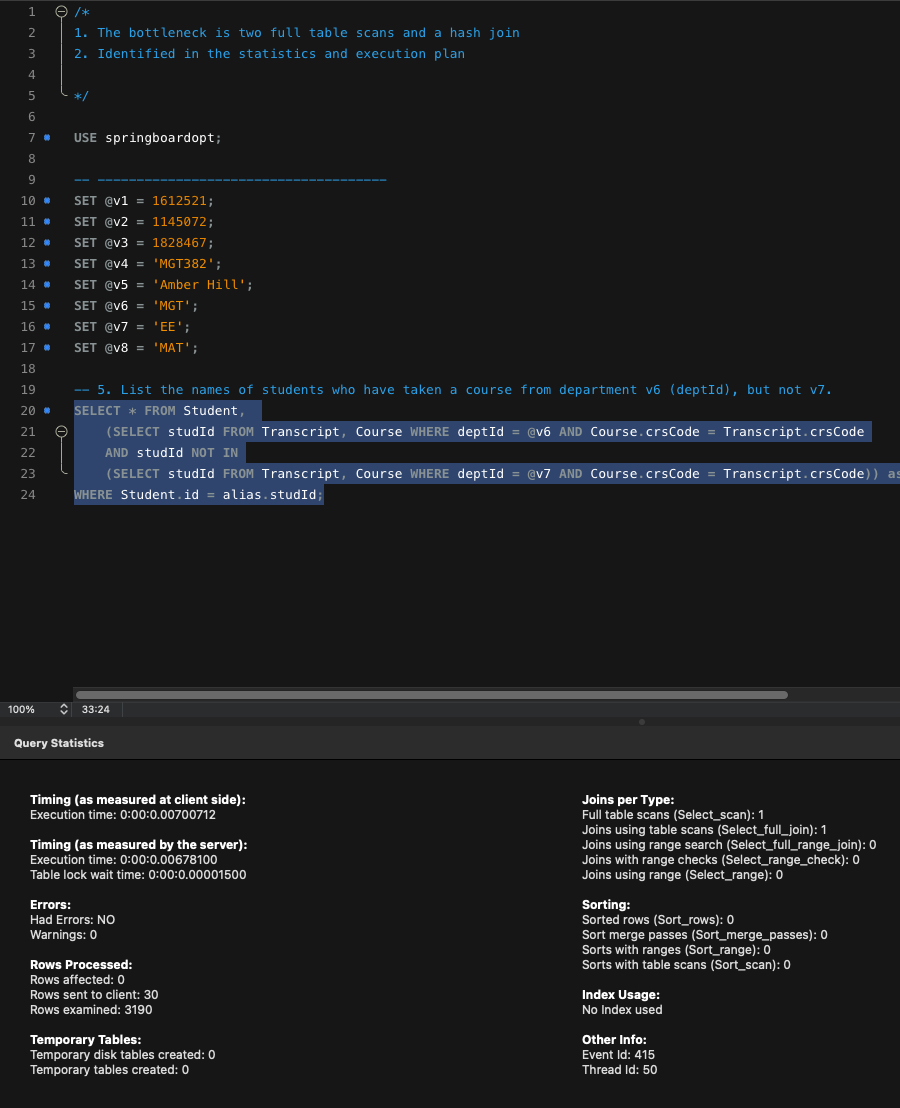 1 /*
2 1. The bottleneck is two full table scans and a hash join
3 2. Identified in the statistics and execution plan
4
5 */
6
7 USE springboardopt;
8
9 -- -------------------------------------
10 SET @v1 = 1612521;
11 SET @v2 = 1145072;
12 SET @v3 = 1828467;
13 SET @v4 = 'MGT382';
14 SET @v5 = 'Amber Hill';
15 SET @v6 = 'MGT';
16 SET @v7 = 'EE';
17 SET @v8 = 'MAT';
18
19 -- 5. List the names of students who have taken a course from department v6 (deptId), but not v7.
20 SELECT * FROM Student,
21 (SELECT studId FROM Transcript, Course WHERE deptId = @v6 AND Course.crsCode = Transcript.crsCode
22 AND studId NOT IN
23 (SELECT studId FROM Transcript, Course WHERE deptId = @v7 AND Course.crsCode = Transcript.crsCode)) as
24 WHERE Student.id = alias.studId;
100% 33:24
Query Statistics
Timing (as measured at client side):
Execution time: 0:00:0.00700712
Timing (as measured by the server):
Execution time: 0:00:0.00678100
Table lock wait time: 0:00:0.00001500
Errors:
Had Errors: NO
Warnings: 0
Rows Processed:
Rows affected: 0
Rows sent to client: 30
Rows examined: 3190
Temporary Tables:
Temporary disk tables created: 0
Temporary tables created: 0
Joins per Type:
Full table scans (Select_scan): 1
Joins using table scans (Select_full_join): 1
Joins using range search (Select_full_range_join): 0
Joins with range checks (Select_range_check): 0
Joins using range (Select_range): 0
Sorting:
Sorted rows (Sort_rows): 0
Sort merge passes (Sort_merge_passes): 0
Sorts with ranges (Sort_range): 0
Sorts with table scans (Sort_scan): 0
Index Usage:
No Index used
Other Info:
Event Id: 415
Thread Id: 50